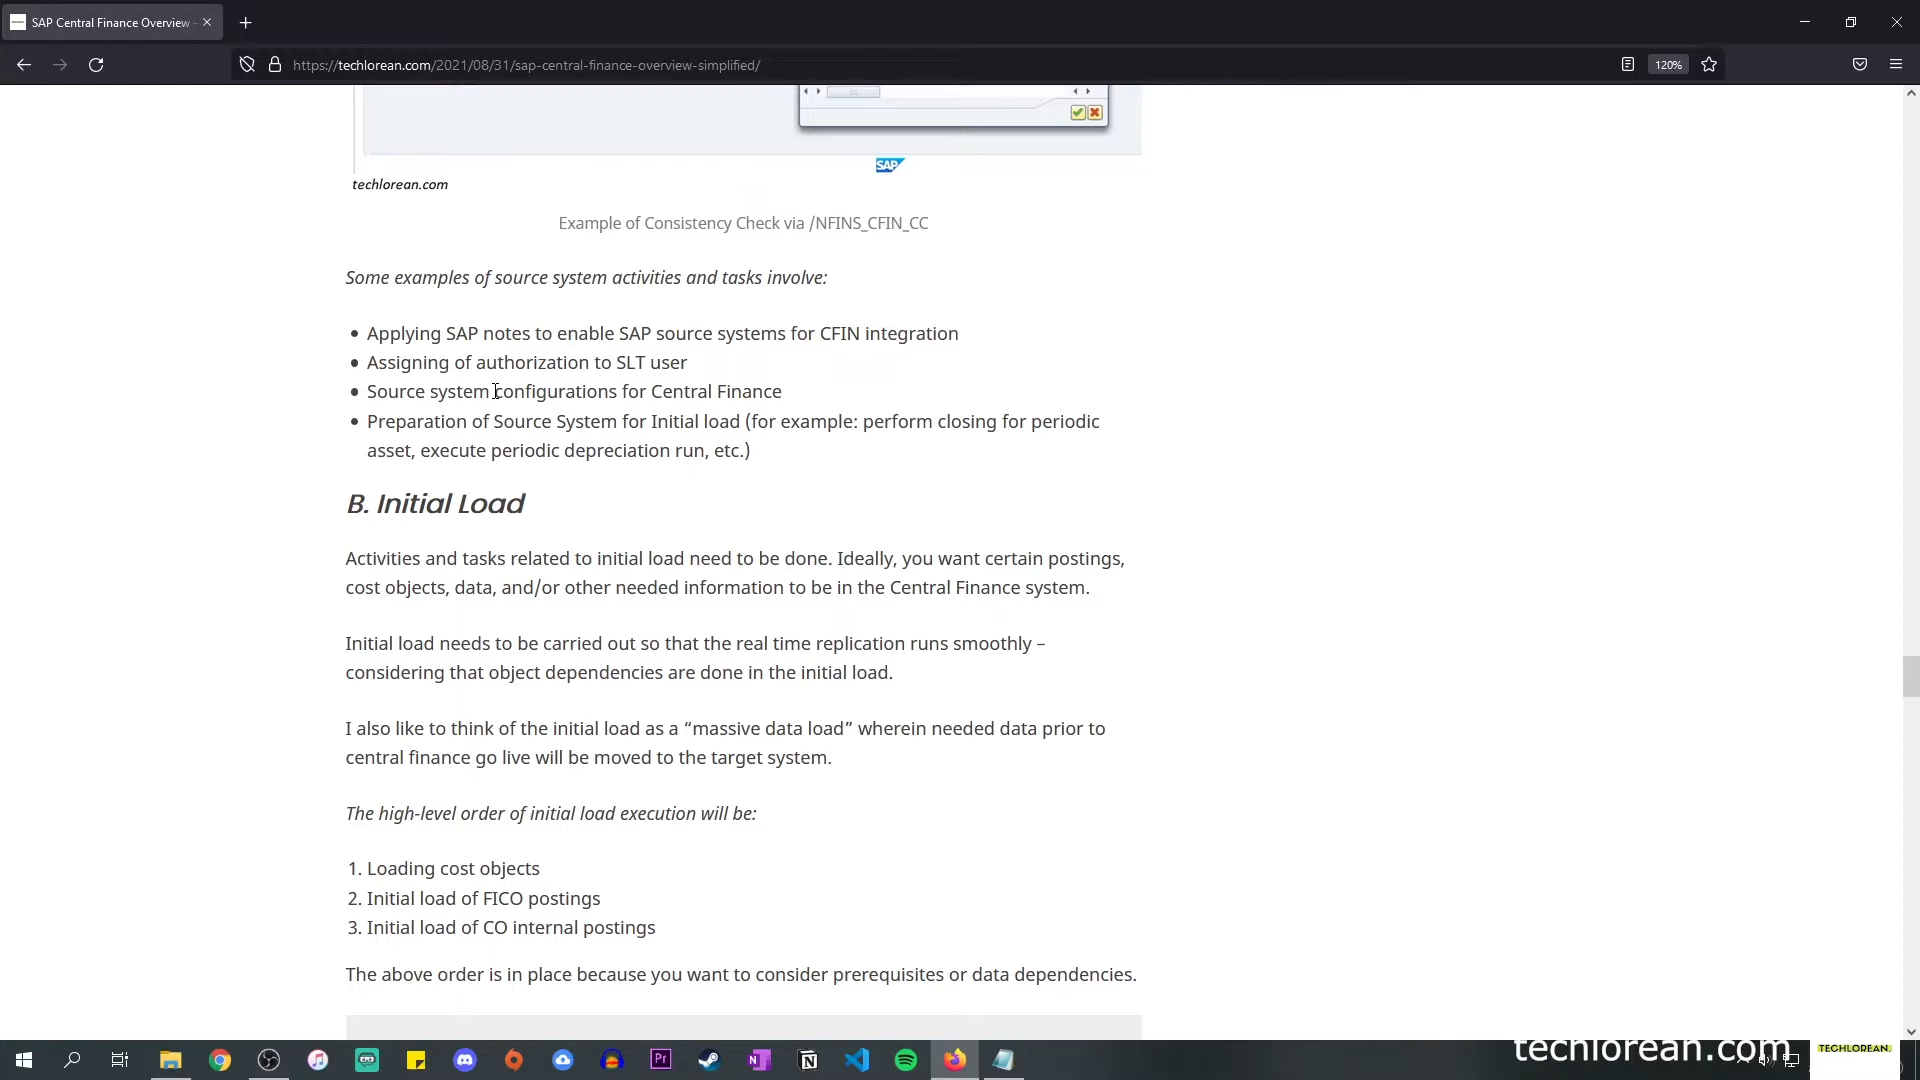 SAP Central Finance Overview -
https://techlorean.com/2021/08/31/sap-central-finance-overview-simplified/
120%
SAP
techlorean.com
Example of Consistency Check via /NFINS_CFIN_CC
Some examples of source system activities and tasks involve:
• Applying SAP notes to enable SAP source systems for CFIN integration
• Assigning of authorization to SLT user
• Source system configurations for Central Finance
• Preparation of Source System for Initial load (for example: perform closing for periodic
asset, execute periodic depreciation run, etc.)
B. Initial Load
Activities and tasks related to initial load need to be done. Ideally, you want certain postings,
cost objects, data, and/or other needed information to be in the Central Finance system.
Initial load needs to be carried out so that the real time replication runs smoothly –
considering that object dependencies are done in the initial load.
I also like to think of the initial load as a “massive data load” wherein needed data prior to
central finance go live will be moved to the target system.
The high-level order of initial load execution will be:
1. Loading cost objects
2. Initial load of FICO postings
3. Initial load of CO internal postings
The above order is in place because you want to consider prerequisites or data dependencies.
Pr
N
N
techlorean.com
TECHLOREAN.